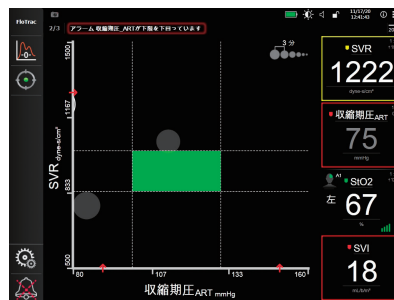 FloTrac
11/17/20
12:41:43
2/3
アラーム 収縮期圧_ARTが下限を下回っています
3 分
-0-
SVR dyne-s/cm⁵
1500
1167
833
500
80
107
133
160
収縮期圧ART mmHg
SVR
1222
dyne-s/cm⁵
収縮期圧ART
75
mmHg
A1
StO2
左
67
%
SVI
18
mL/b/m²